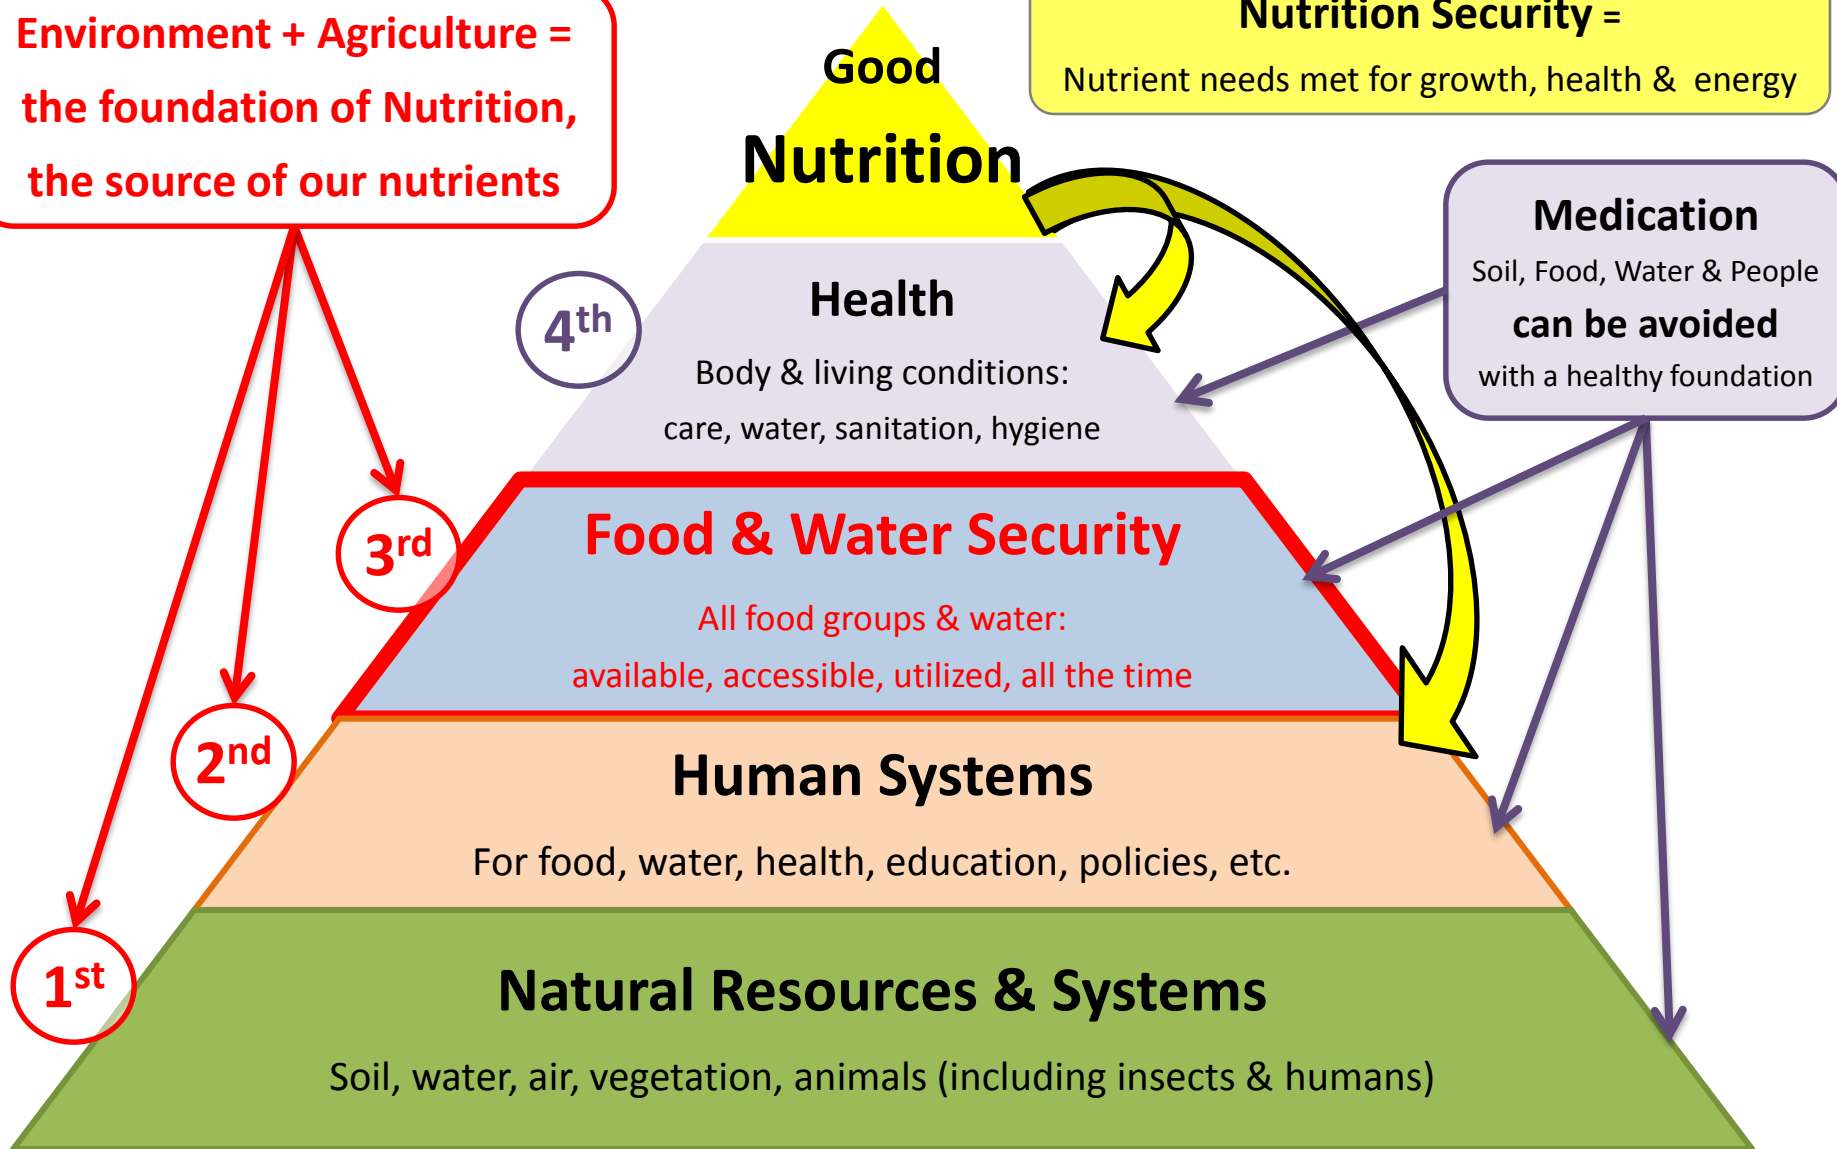 Environment + Agriculture =
the foundation of Nutrition,
the source of our nutrients
Nutrition Security =
Nutrient needs met for growth, health & energy
Good
Nutrition
Medication
Soil, Food, Water & People
can be avoided
with a healthy foundation
4th
Health
Body & living conditions:
care, water, sanitation, hygiene
3rd
Food & Water Security
All food groups & water:
available, accessible, utilized, all the time
2nd
Human Systems
For food, water, health, education, policies, etc.
1st
Natural Resources & Systems
Soil, water, air, vegetation, animals (including insects & humans)